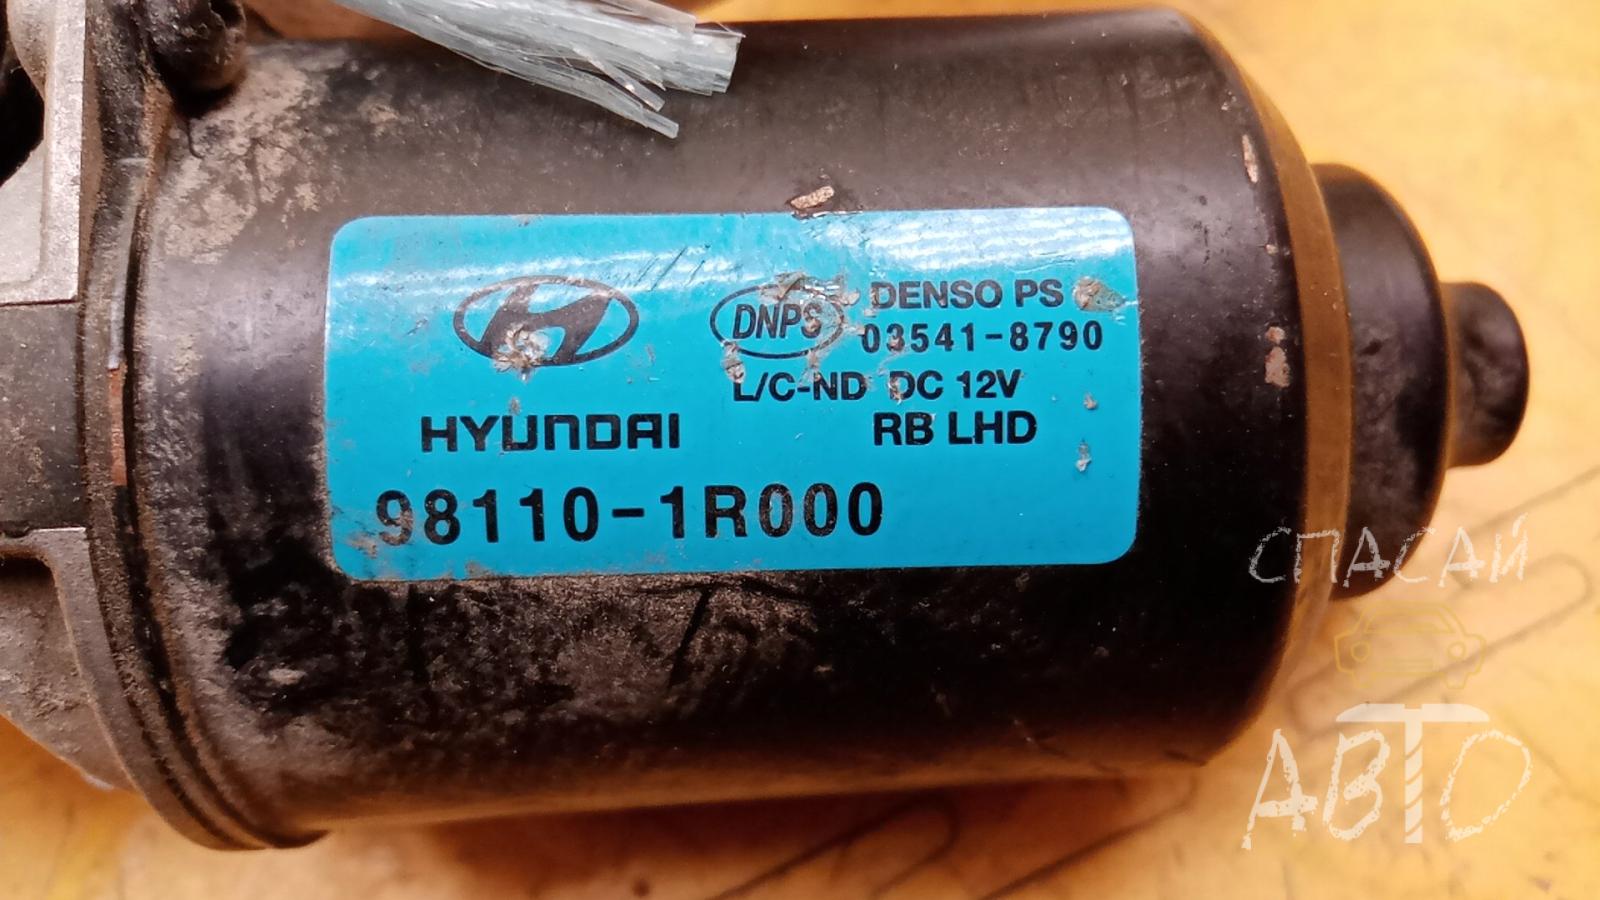 DNPS DENSO PS
03541-8790
L/C-ND DC 12V
HYUNDAI RB LHD
98110-1R000
СПАСАЙ
АВТО